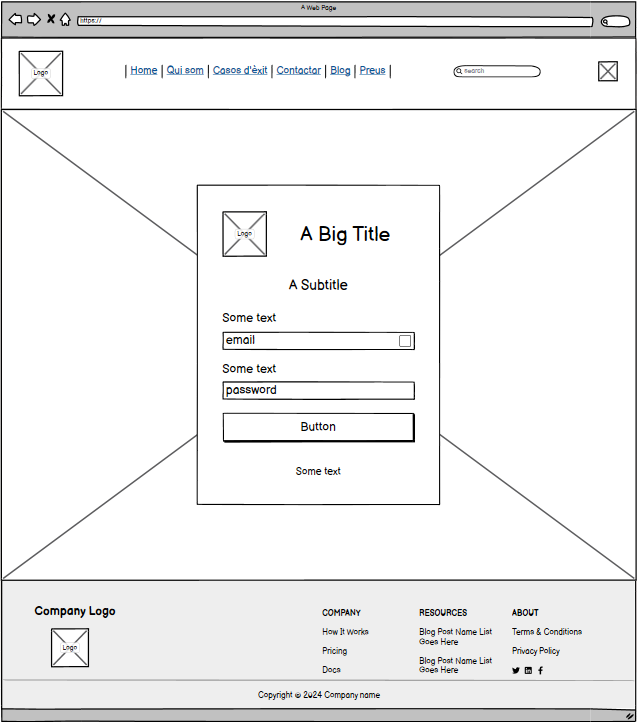 A Web Page
https://
Logo
| Home | Qui som | Casos d'èxit | Contactar | Blog | Preus |
search
Logo
A Big Title
A Subtitle
Some text
email
Some text
password
Button
Some text
Company Logo
Logo
COMPANY
How It Works
Pricing
Docs
RESOURCES
Blog Post Name List
Goes Here
Blog Post Name List
Goes Here
ABOUT
Terms & Conditions
Privacy Policy
Copyright © 2024 Company name